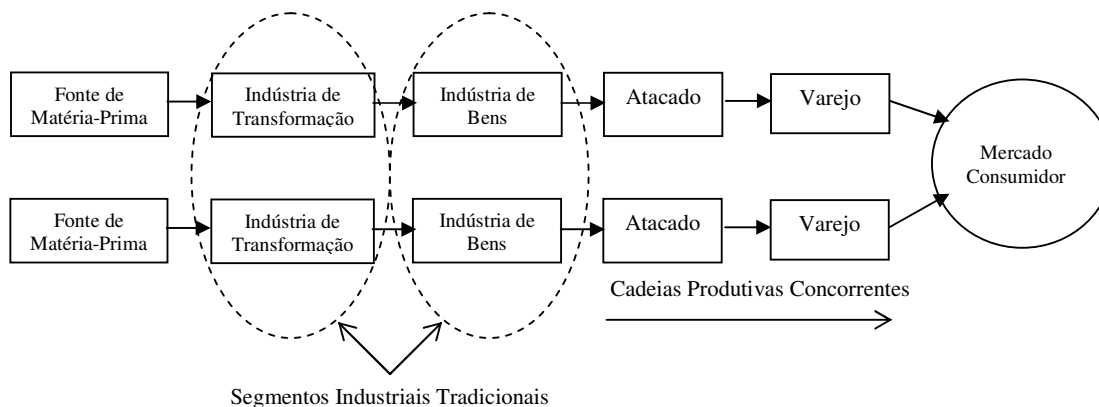 Fonte de
Matéria-Prima
Indústria de
Transformação
Indústria de
Bens
Atacado
Varejo
Mercado
Consumidor
Fonte de
Matéria-Prima
Indústria de
Transformação
Indústria de
Bens
Atacado
Varejo
Cadeias Produtivas Concorrentes
Segmentos Industriais Tradicionais